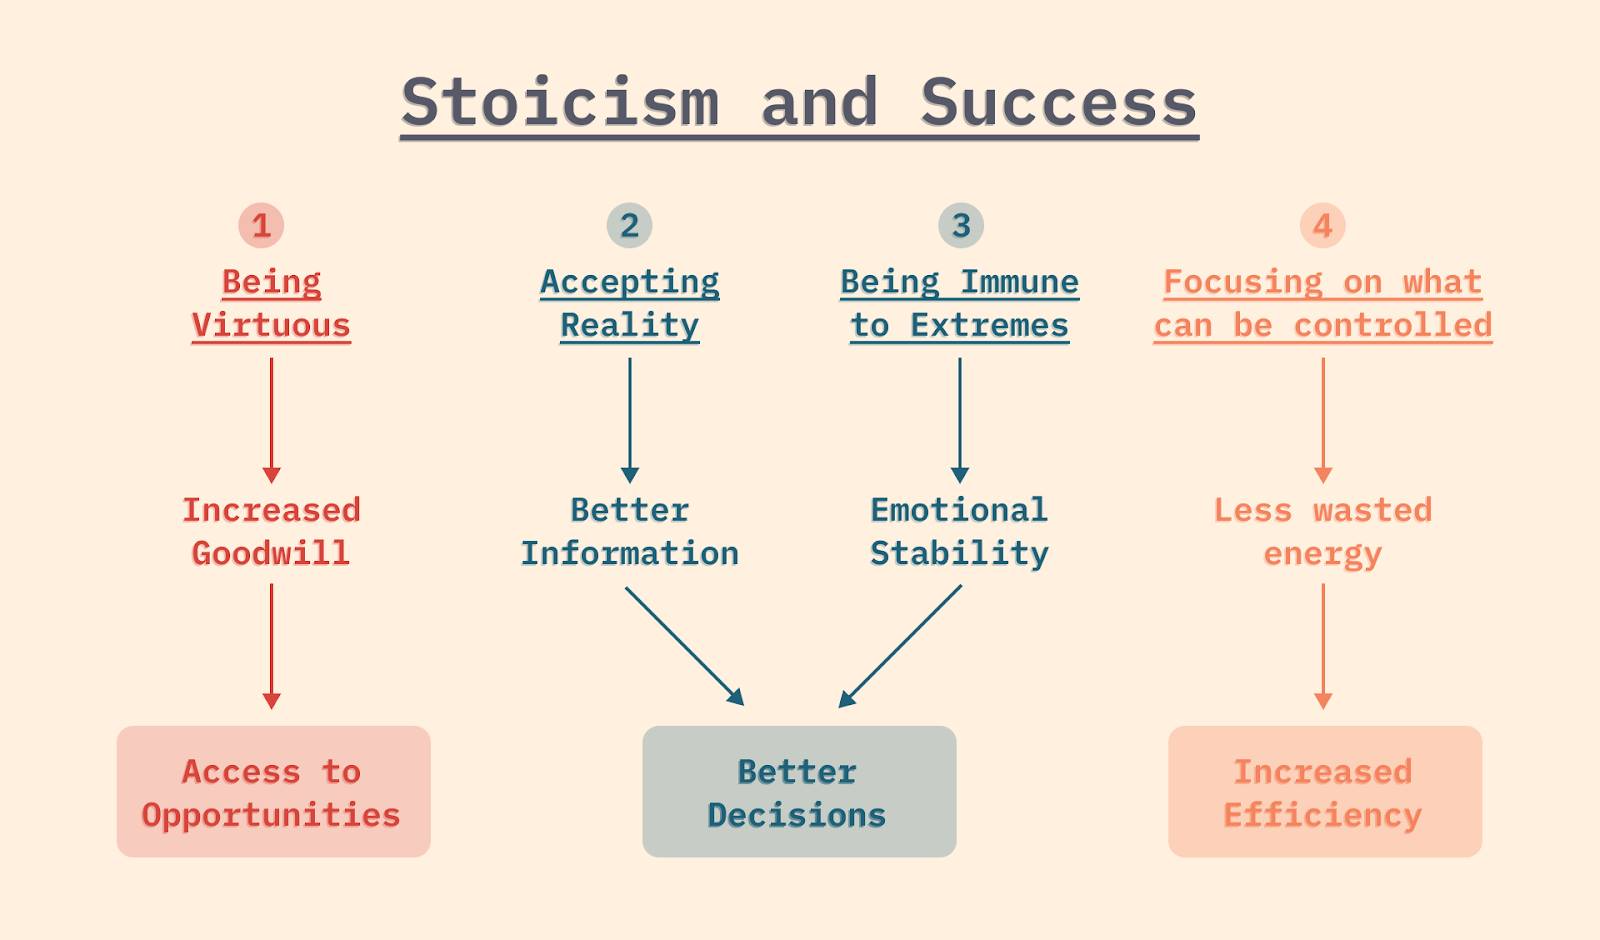 Stoicism and Success
1
Being
Virtuous
Increased
Goodwill
Access to
Opportunities
2
Accepting
Reality
Better
Information
3
Being Immune
to Extremes
Emotional
Stability
Better
Decisions
4
Focusing on what
can be controlled
Less wasted
energy
Increased
Efficiency